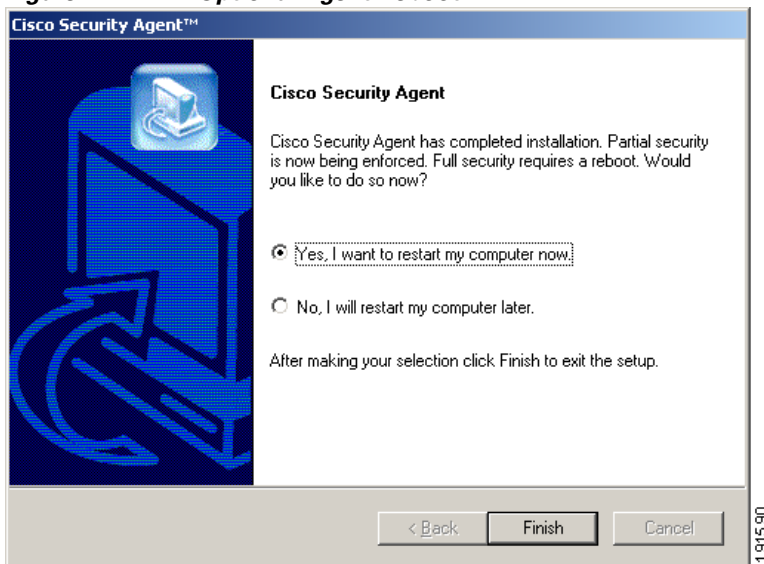 Cisco Security Agent™
Cisco Security Agent
Cisco Security Agent has completed installation. Partial security
is now being enforced. Full security requires a reboot. Would
you like to do so now?
Yes, I want to restart my computer now.
No, I will restart my computer later.
After making your selection click Finish to exit the setup.
< Back
Finish
Cancel
191590